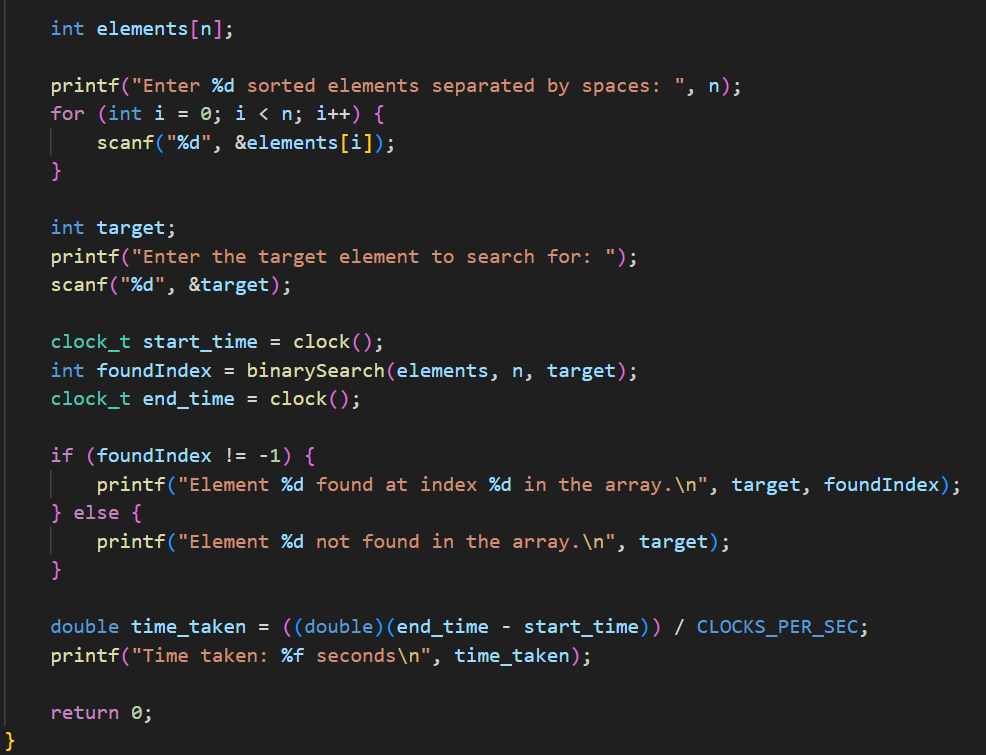 int elements[n];
printf("Enter %d sorted elements separated by spaces: ", n);
for (int i = 0; i < n; i++) {
scanf("%d", &elements[i]);
}
int target;
printf("Enter the target element to search for: ");
scanf("%d", &target);
clock_t start_time = clock();
int foundIndex = binarySearch(elements, n, target);
clock_t end_time = clock();
if (foundIndex != -1) {
printf("Element %d found at index %d in the array.\n", target, foundIndex);
} else {
printf("Element %d not found in the array.\n", target);
}
double time_taken = ((double)(end_time - start_time)) / CLOCKS_PER_SEC;
printf("Time taken: %f seconds\n", time_taken);
return 0;
}